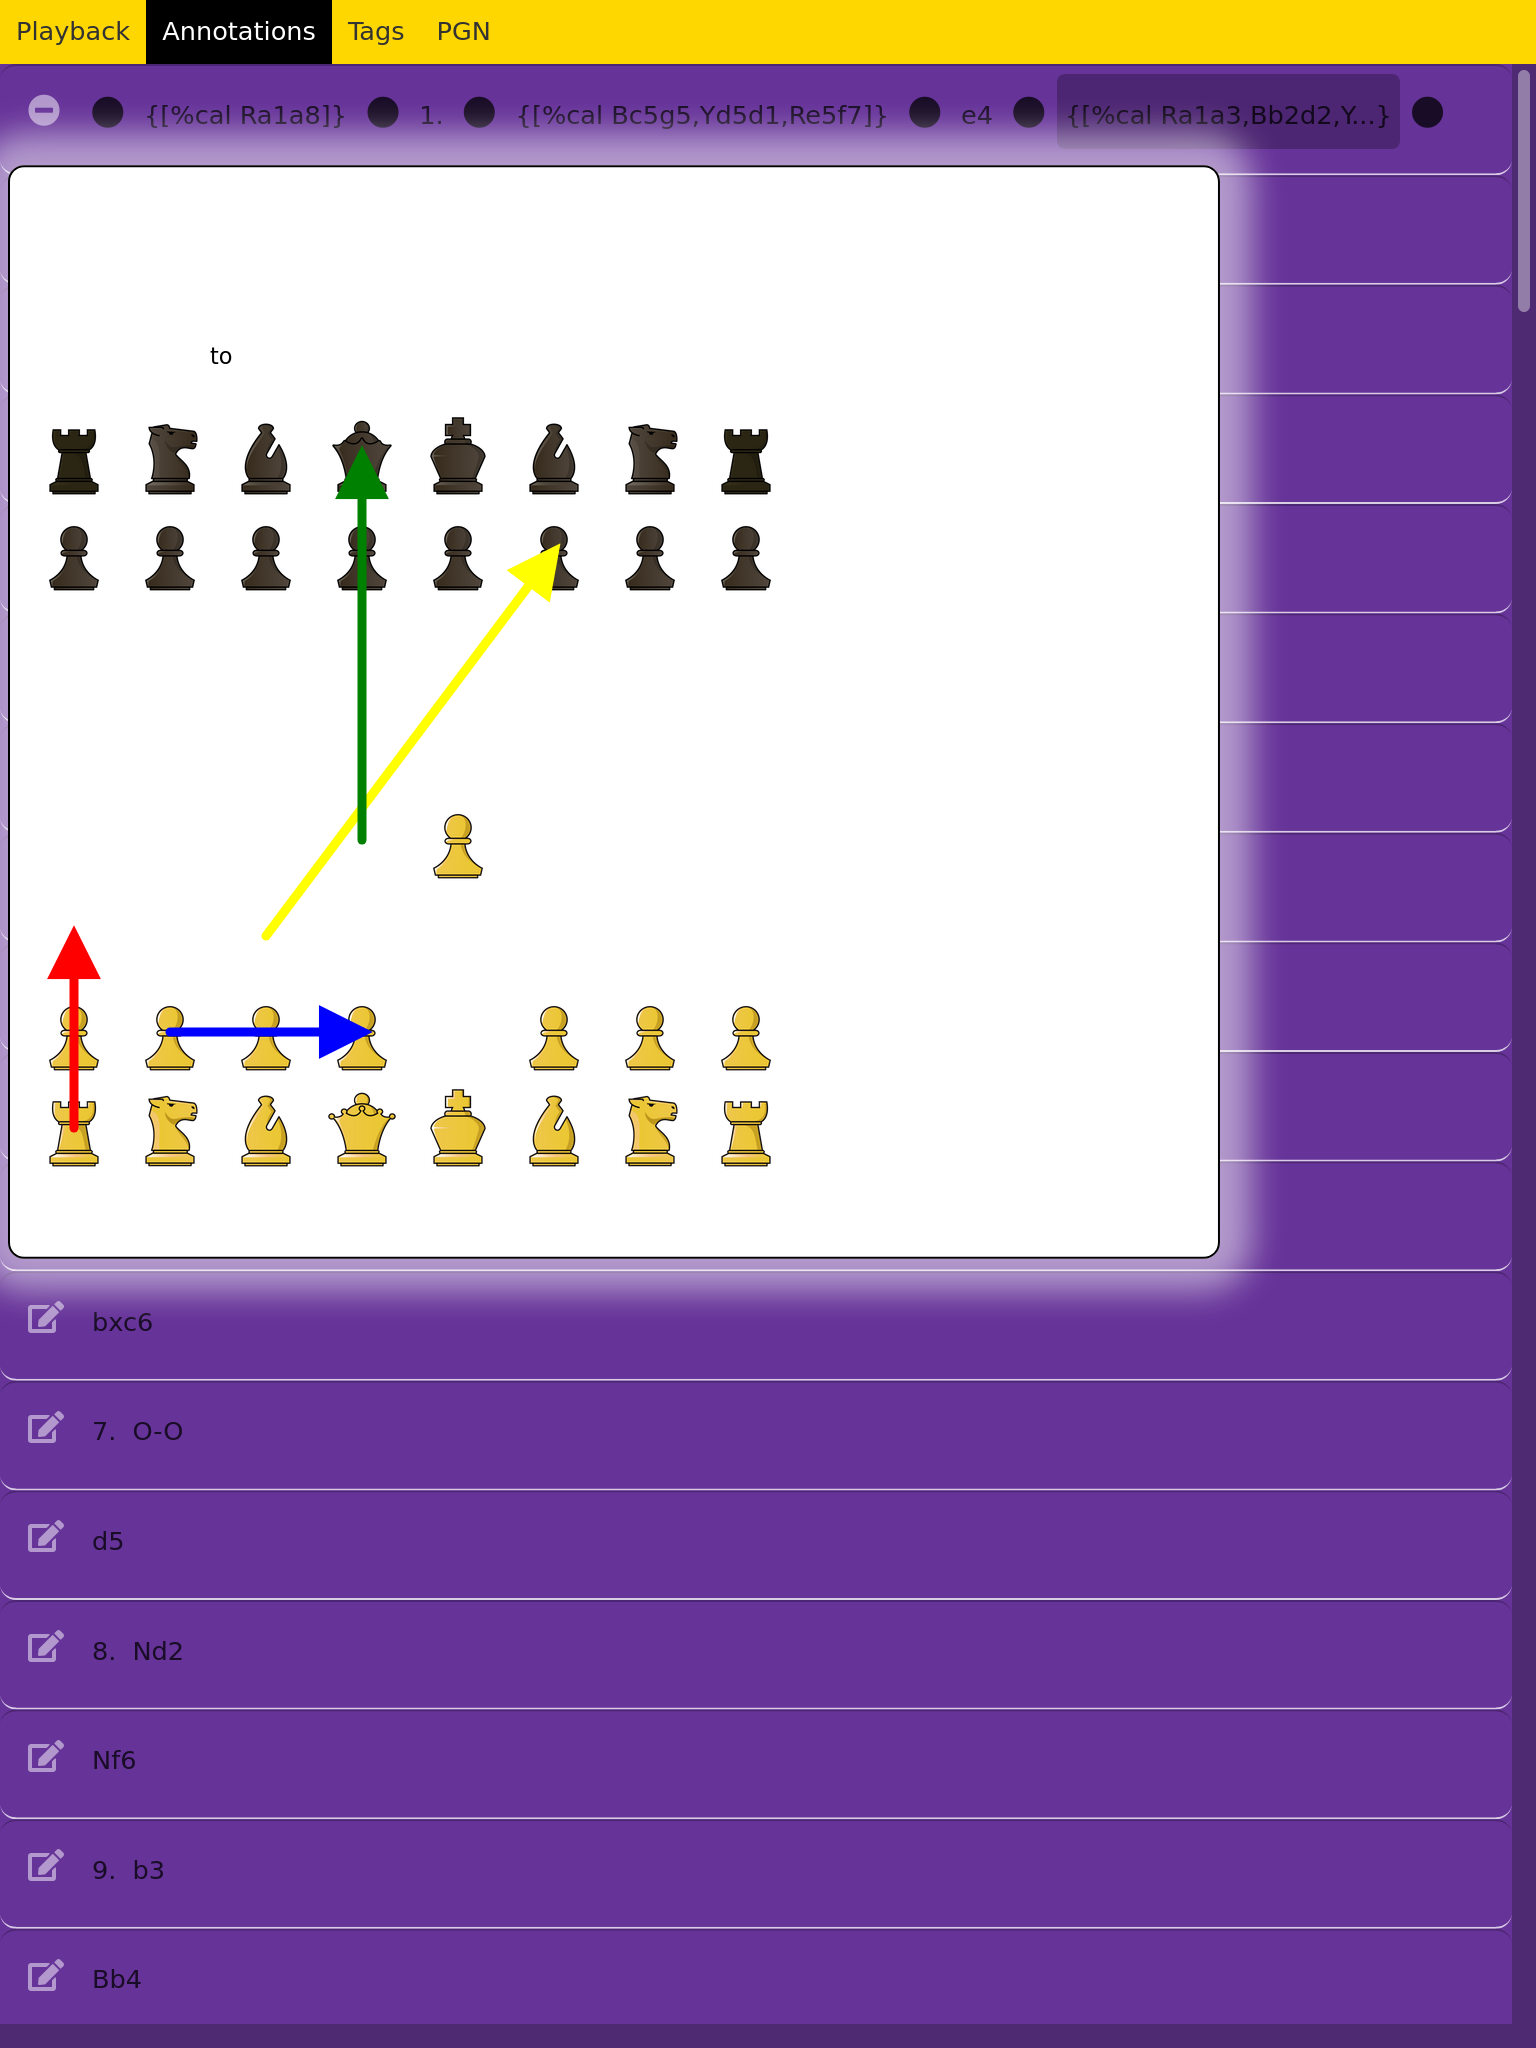 Playback Annotations Tags PGN
{[%cal Ra1a8]} 1. {[%cal Bc5g5,Yd5d1,Re5f7]} e4 {[%cal Ra1a3,Bb2d2,Y...}
to
bxc6
7. O-O
d5
8. Nd2
Nf6
9. b3
Bb4